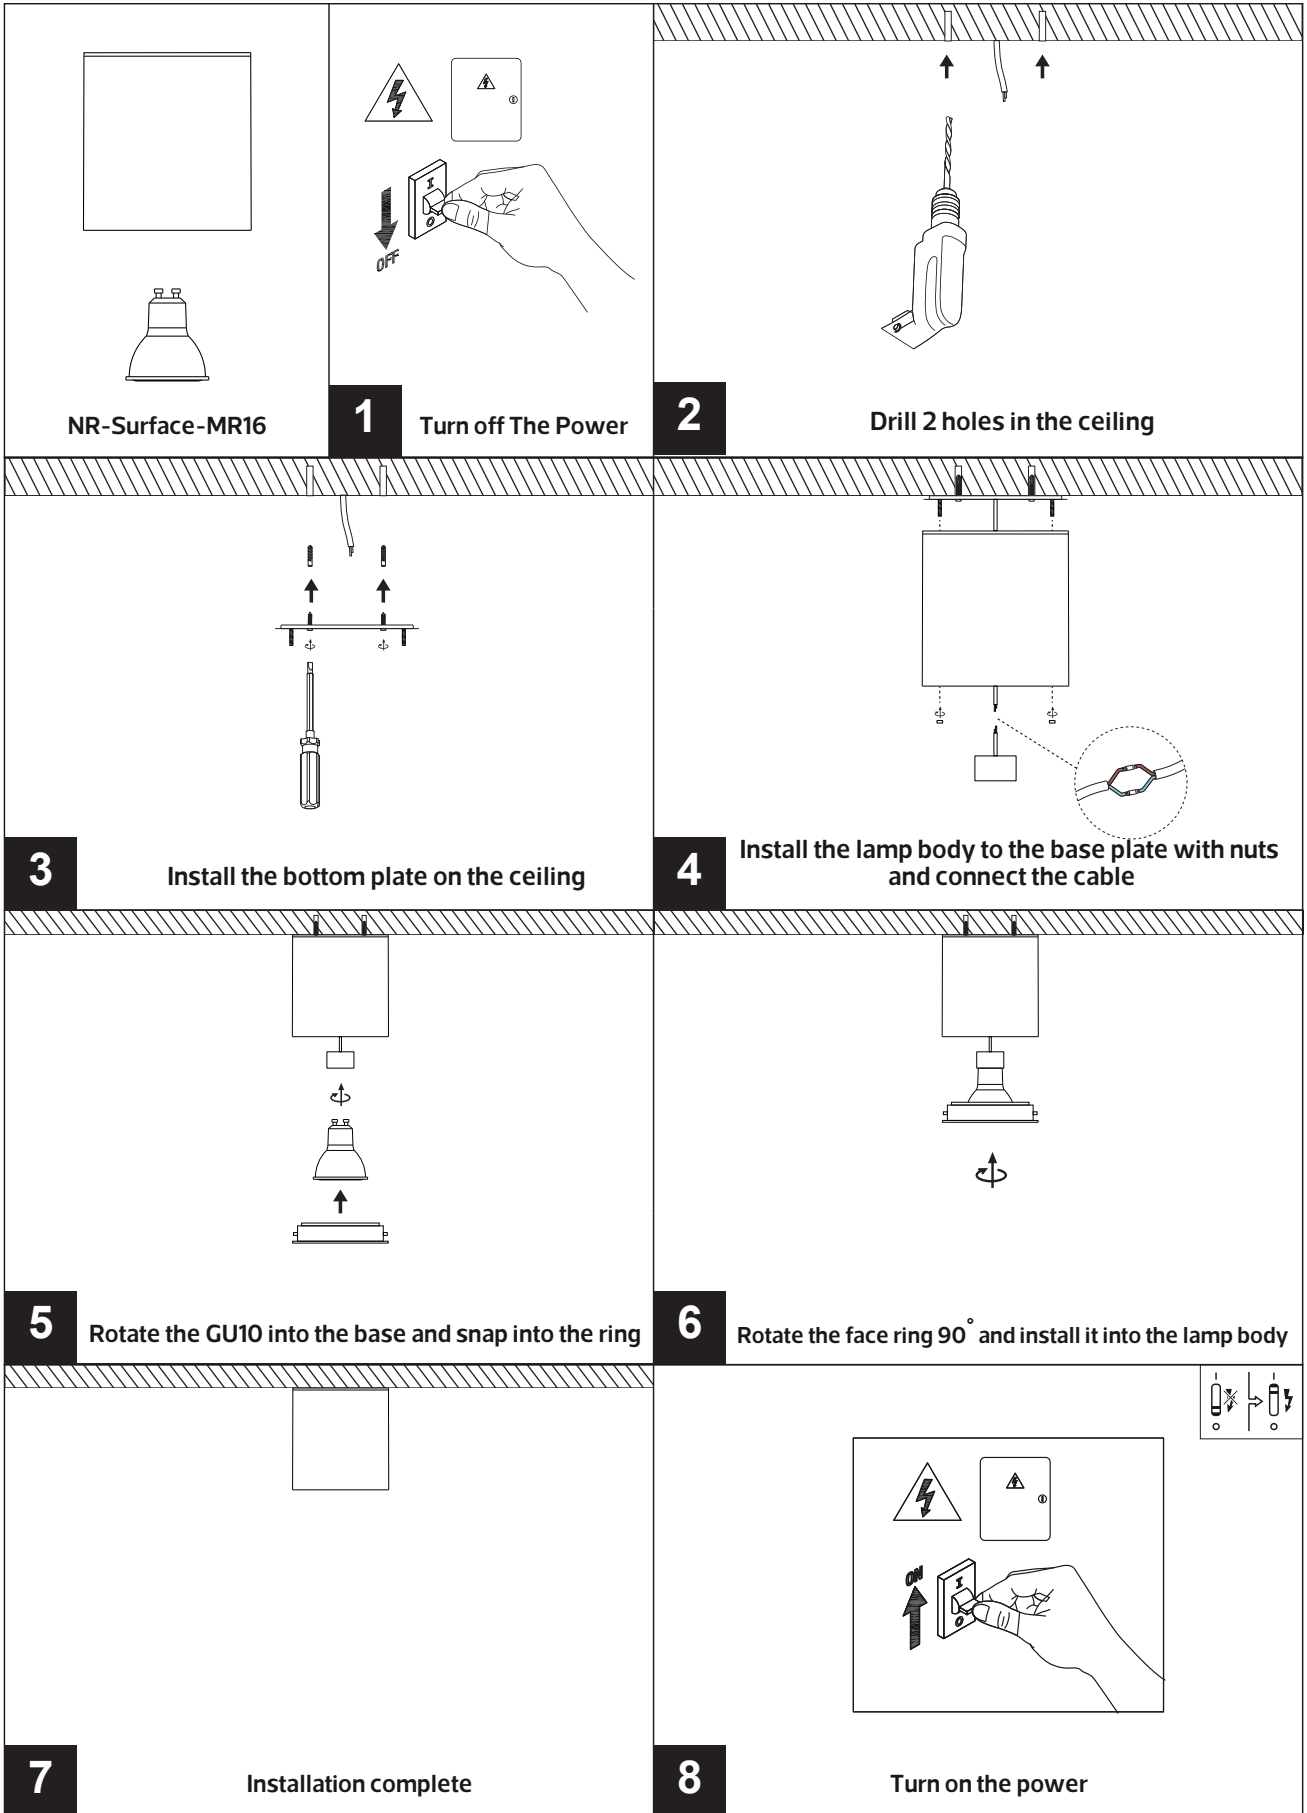 NR-Surface-MR16
I
O
OFF
1
Turn off The Power
2
Drill 2 holes in the ceiling
3
Install the bottom plate on the ceiling
4
Install the lamp body to the base plate with nuts
and connect the cable
5
Rotate the GU10 into the base and snap into the ring
6
Rotate the face ring 90° and install it into the lamp body
7
Installation complete
I
O
I
O
ON
I
O
8
Turn on the power